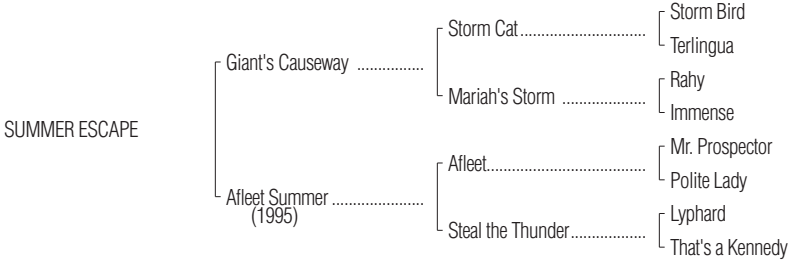 Storm Bird
Storm Cat..............................
Terlingua
Giant's Causeway ................
Rahy
Mariah's Storm ....................
Immense
SUMMER ESCAPE
Mr. Prospector
Afleet......................................
Polite Lady
Afleet Summer ......................
(1995)
Lyphard
Steal the Thunder..................
That's a Kennedy